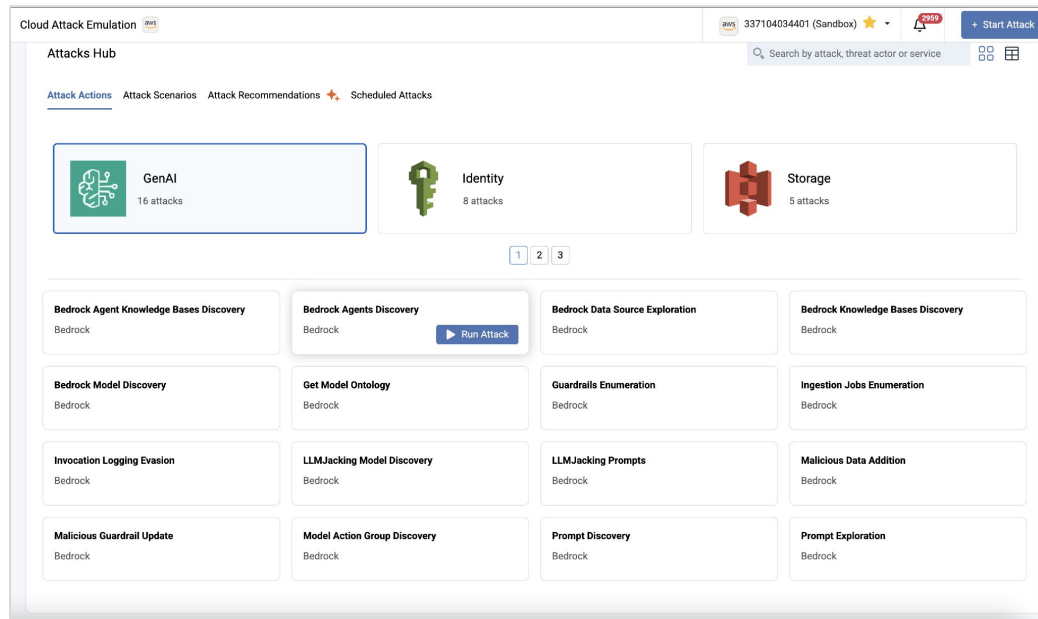 Cloud Attack Emulation aws
aws 337104034401 (Sandbox)
2959
+ Start Attack
Attacks Hub
Search by attack, threat actor or service
Attack Actions Attack Scenarios Attack Recommendations Scheduled Attacks
GenAI
16 attacks
Identity
8 attacks
Storage
5 attacks
1 2 3
Bedrock Agent Knowledge Bases Discovery
Bedrock
Bedrock Agents Discovery
Bedrock
Run Attack
Bedrock Data Source Exploration
Bedrock
Bedrock Knowledge Bases Discovery
Bedrock
Bedrock Model Discovery
Bedrock
Get Model Ontology
Bedrock
Guardrails Enumeration
Bedrock
Ingestion Jobs Enumeration
Bedrock
Invocation Logging Evasion
Bedrock
LLMJacking Model Discovery
Bedrock
LLMJacking Prompts
Bedrock
Malicious Data Addition
Bedrock
Malicious Guardrail Update
Bedrock
Model Action Group Discovery
Bedrock
Prompt Discovery
Bedrock
Prompt Exploration
Bedrock